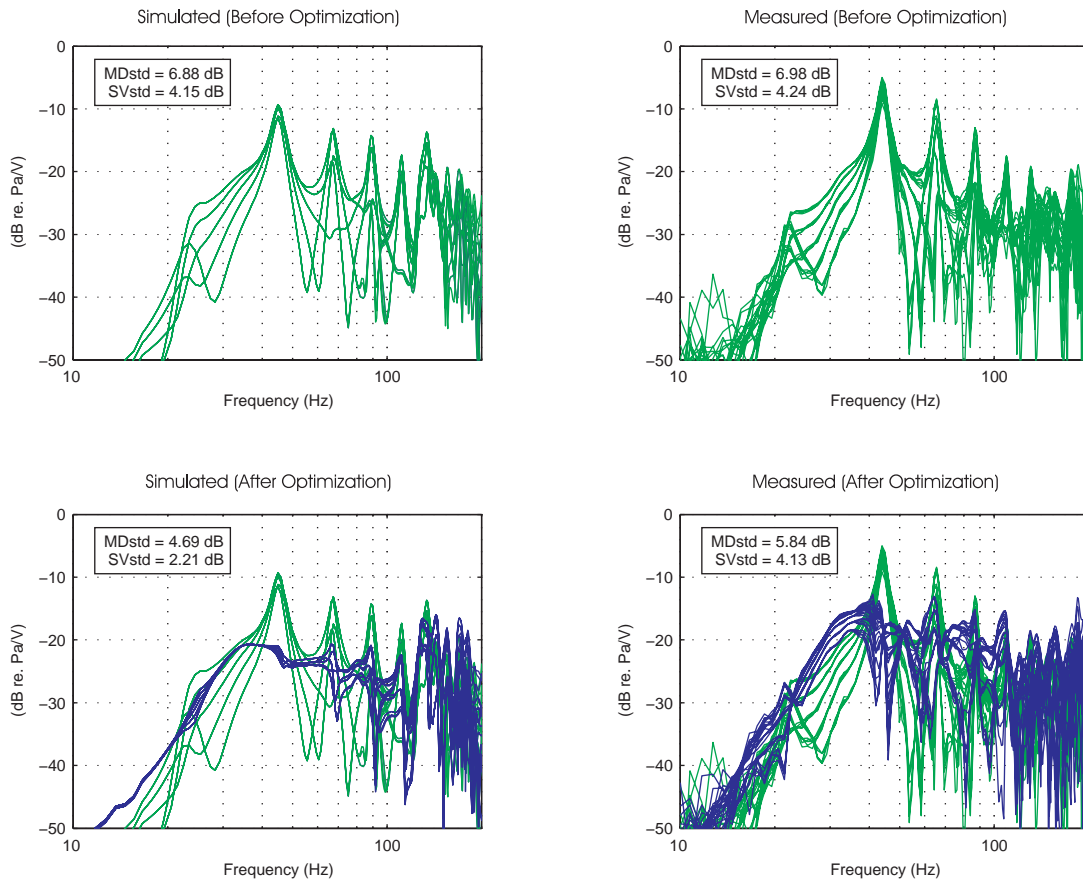 Simulated (Before Optimization)
MDstd = 6.88 dB
SVstd = 4.15 dB
(dB re. Pa/V)
0
−10
−20
−30
−40
−50
10
100
Frequency (Hz)
Measured (Before Optimization)
MDstd = 6.98 dB
SVstd = 4.24 dB
(dB re. Pa/V)
0
−10
−20
−30
−40
−50
10
100
Frequency (Hz)
Simulated (After Optimization)
MDstd = 4.69 dB
SVstd = 2.21 dB
(dB re. Pa/V)
0
−10
−20
−30
−40
−50
10
100
Frequency (Hz)
Measured (After Optimization)
MDstd = 5.84 dB
SVstd = 4.13 dB
(dB re. Pa/V)
0
−10
−20
−30
−40
−50
10
100
Frequency (Hz)